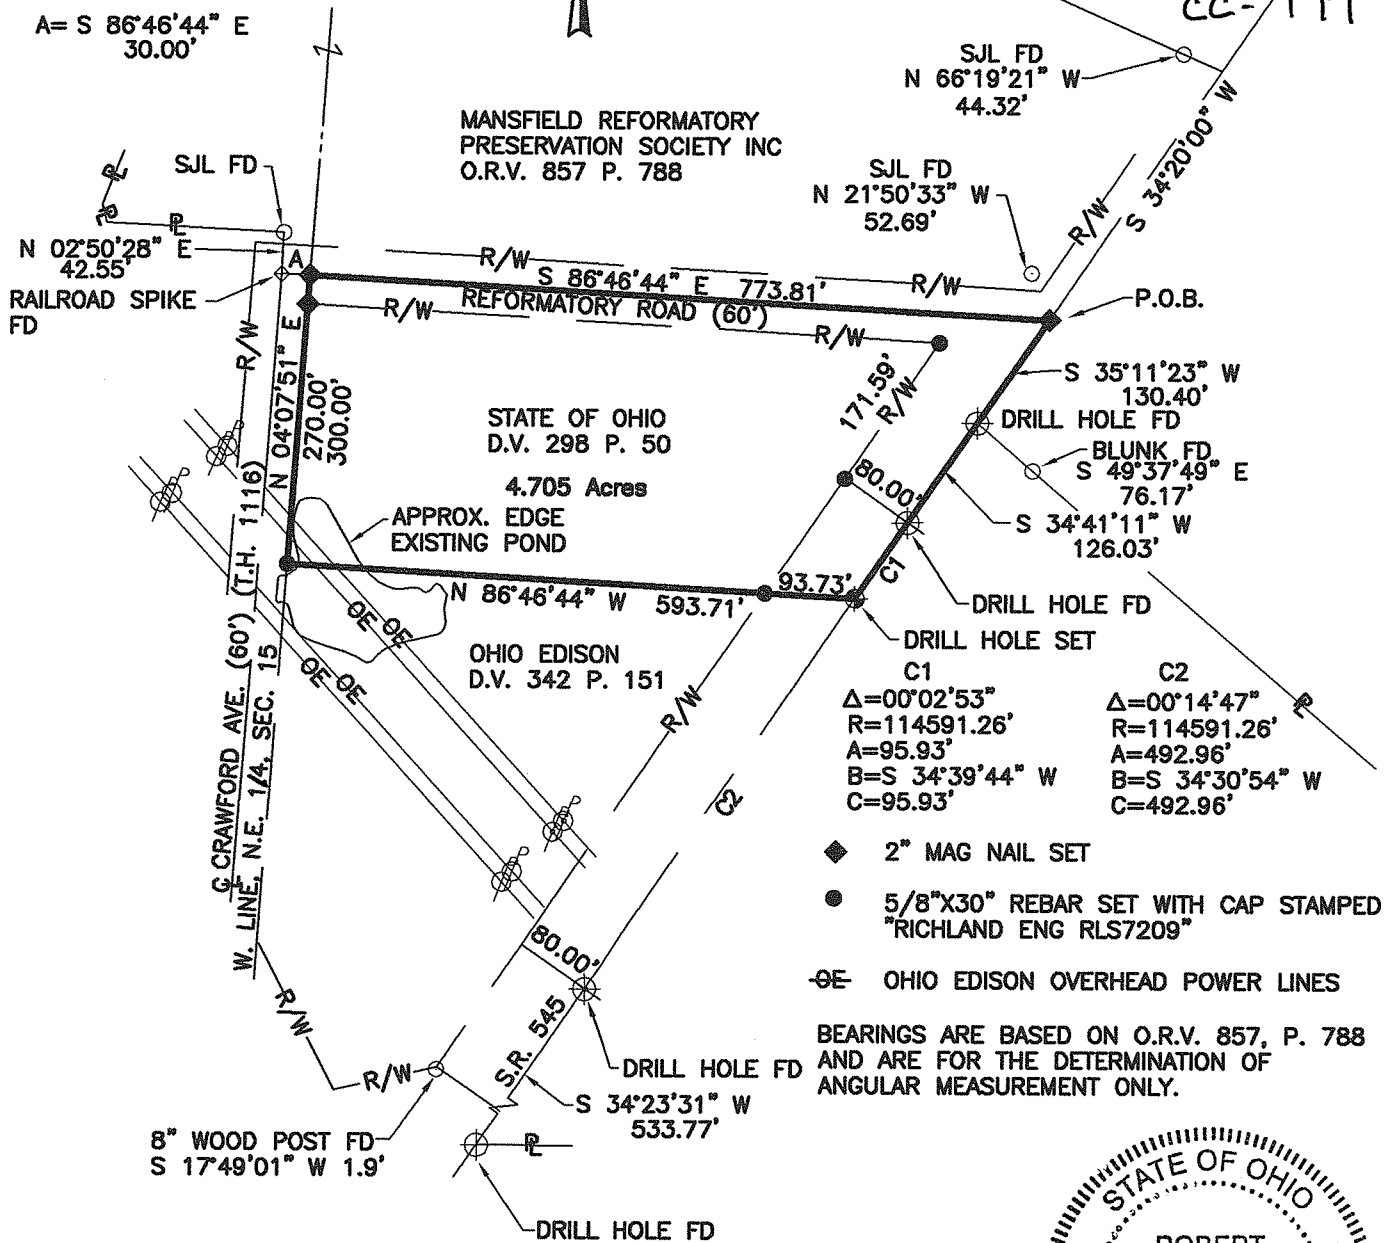 A= S 86°46'44" E
30.00'
CC-
SJL FD
N 66°19'21" W
44.32'
S 34°20'00" W
MANSFIELD REFORMATORY
PRESERVATION SOCIETY INC
O.R.V. 857 P. 788
SJL FD
PL
PL
PL
SJL FD
N 21°50'33" W
52.69'
R/W
N 02°50'28" E
42.55'
A
R/W
R/W
S 86°46'44" E 773.81'
RAILROAD SPIKE
FD
REFORMATORY ROAD (60')
R/W
R/W
P.O.B.
R/W
N 04°07'51" E
270.00'
300.00'
171.59'
R/W
S 35°11'23" W
130.40'
STATE OF OHIO
D.V. 298 P. 50
4.705 Acres
DRILL HOLE FD
BLUNK FD
S 49°37'49" E
76.17'
80.00'
S 34°41'11" W
126.03'
APPROX. EDGE
EXISTING POND
P
P
C1
N 86°46'44" W 593.71'
93.73'
DRILL HOLE FD
DRILL HOLE SET
OE OE
OE OE
OHIO EDISON
D.V. 342 P. 151
C1
Δ=00°02'53"
R=114591.26'
A=95.93'
B=S 34°39'44" W
C=95.93'
C2
Δ=00°14'47"
R=114591.26'
A=492.96'
B=S 34°30'54" W
C=492.96'
PL
R/W
C2
CL CRAWFORD AVE. (60') (T.H. 1116)
W. LINE, N.E. 1/4, SEC. 15
P
P
2" MAG NAIL SET
5/8"X30" REBAR SET WITH CAP STAMPED
"RICHLAND ENG RLS7209"
OE OHIO EDISON OVERHEAD POWER LINES
80.00'
R/W
R/W
S.R. 545
DRILL HOLE FD
S 34°23'31" W
533.77'
BEARINGS ARE BASED ON O.R.V. 857, P. 788
AND ARE FOR THE DETERMINATION OF
ANGULAR MEASUREMENT ONLY.
8" WOOD POST FD
S 17°49'01" W 1.9'
PL
DRILL HOLE FD
STATE OF OHIO
ROBERT